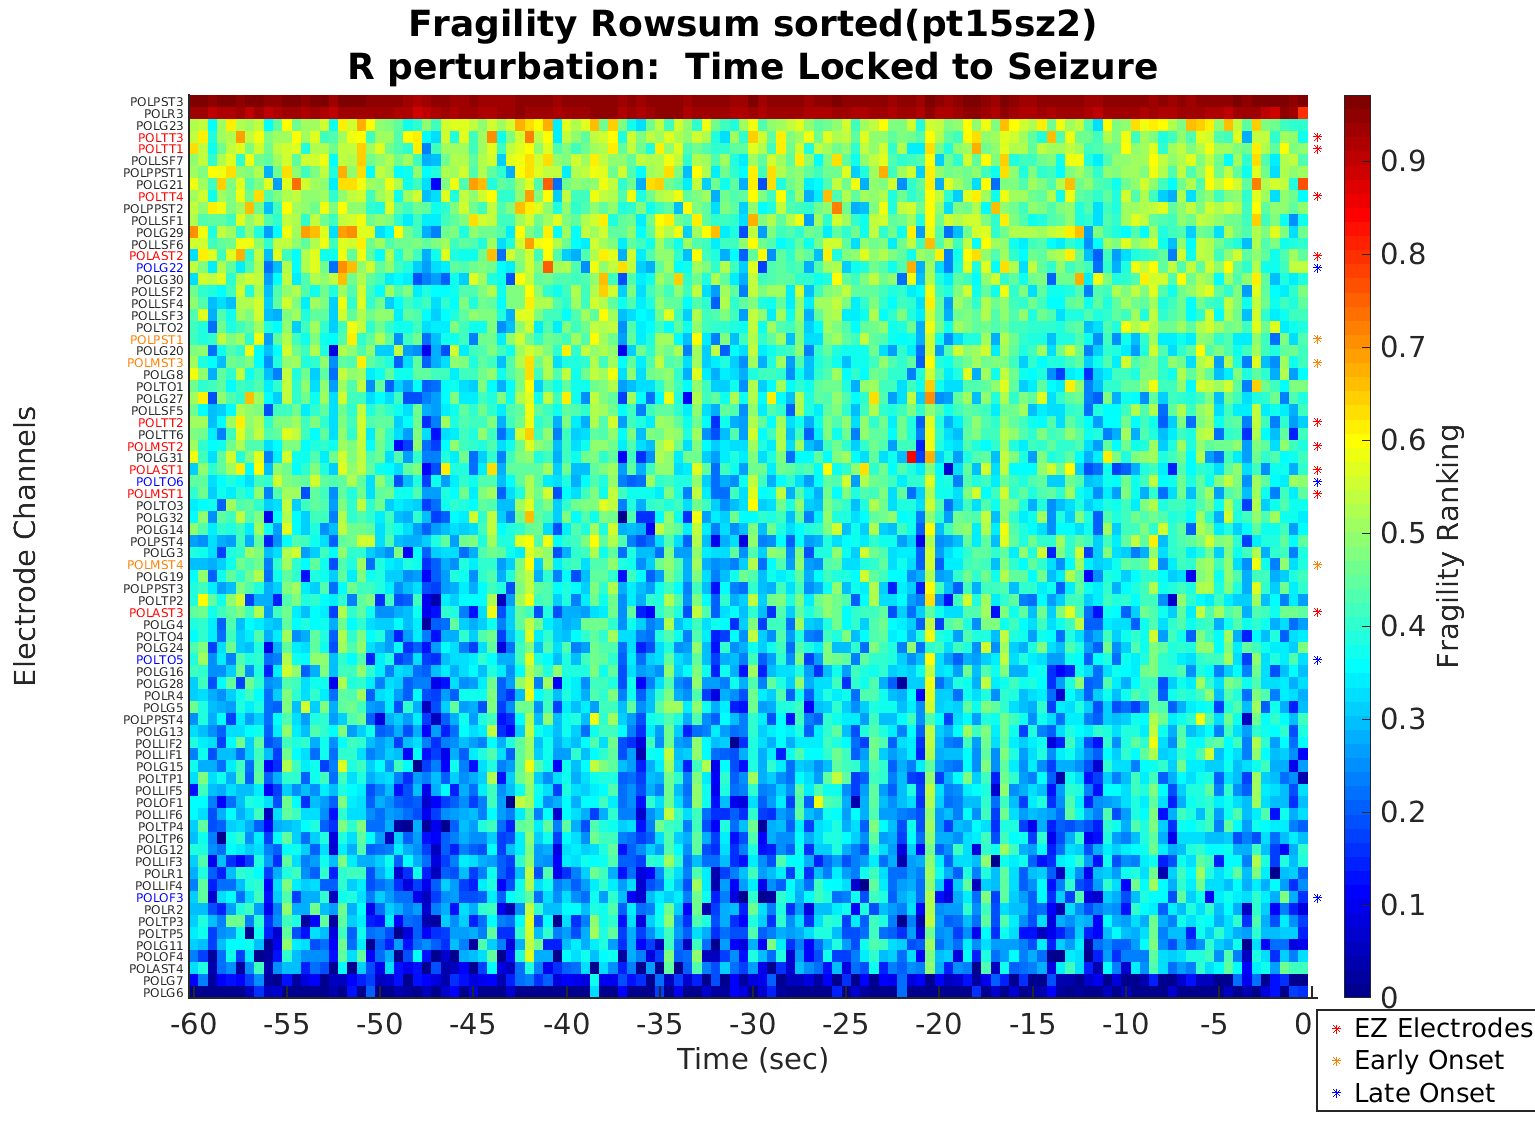 Fragility Rowsum sorted(pt15sz2)
R perturbation:  Time Locked to Seizure
Electrode Channels
POLPST3
POLR3
POLG23
POLTT3
POLTT1
POLLSF7
POLPPST1
POLG21
POLTT4
POLPPST2
POLLSF1
POLG29
POLLSF6
POLAST2
POLG22
POLG30
POLLSF2
POLLSF4
POLLSF3
POLTO2
POLPST1
POLG20
POLMST3
POLG8
POLTO1
POLG27
POLLSF5
POLTT2
POLTT6
POLMST2
POLG31
POLAST1
POLTO6
POLMST1
POLTO3
POLG32
POLG14
POLPST4
POLG3
POLMST4
POLG19
POLPPST3
POLTP2
POLAST3
POLG4
POLTO4
POLG24
POLTO5
POLG16
POLG28
POLR4
POLG5
POLPPST4
POLG13
POLLIF2
POLLIF1
POLG15
POLTP1
POLLIF5
POLOF1
POLLIF6
POLTP4
POLTP6
POLG12
POLLIF3
POLR1
POLLIF4
POLOF3
POLR2
POLTP3
POLTP5
POLG11
POLOF4
POLAST4
POLG7
POLG6
-60 -55 -50 -45 -40 -35 -30 -25 -20 -15 -10 -5 0
Time (sec)
0.9
0.8
0.7
0.6
0.5
0.4
0.3
0.2
0.1
0
Fragility Ranking
EZ Electrodes
Early Onset
Late Onset